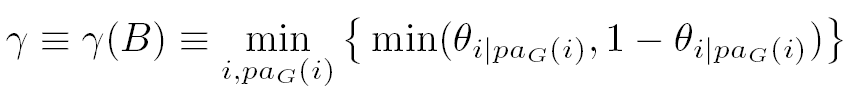 γ ≡ γ(B) ≡ min_{i,pa_G(i)} { min(θ_{i|pa_G(i)}, 1 − θ_{i|pa_G(i)}) }